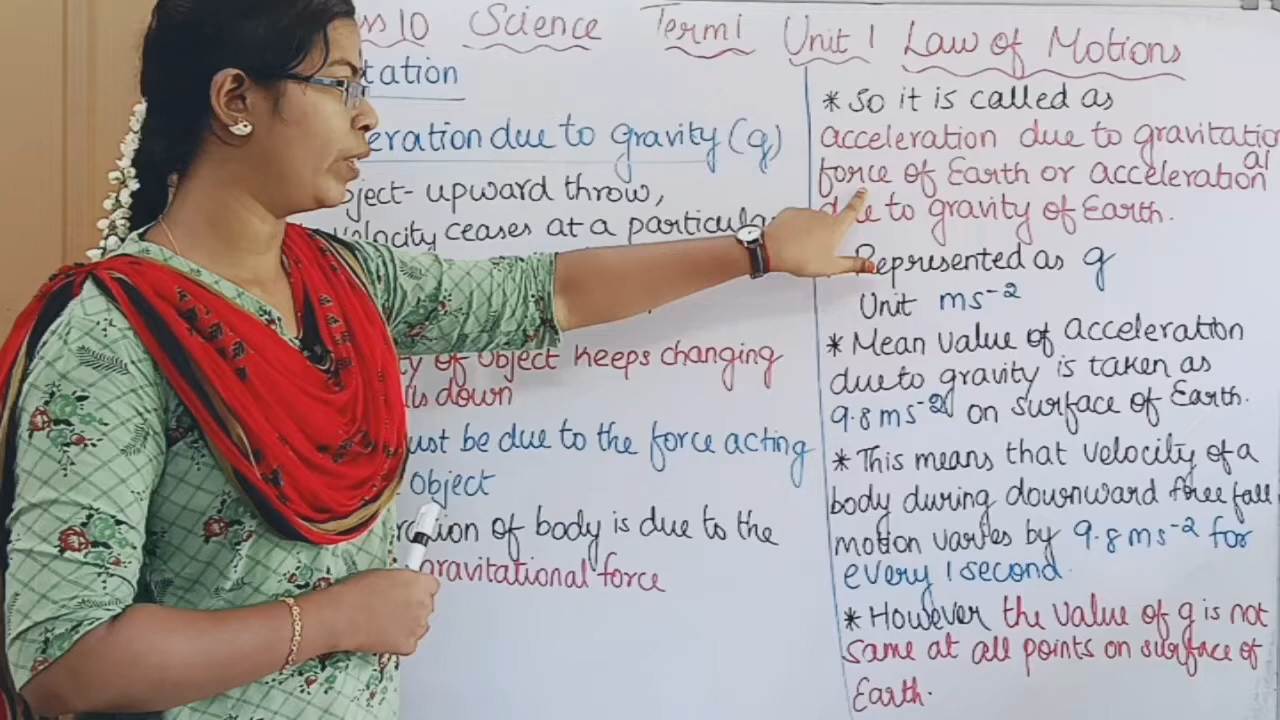 10 Science Term 1 Unit 1 Law of Motions
tation
eration due to gravity (g)
ject - upward throw,
velocity ceases at a particular
ty of object keeps changing
lls down
ust be due to the force acting
object
ration of body is due to the
gravitational force
* So it is called as
acceleration due to gravitational
force of Earth or acceleration
due to gravity of Earth.
Represented as g
Unit ms⁻²
* Mean value of acceleration
due to gravity is taken as
9.8 ms⁻² on surface of Earth.
* This means that velocity of a
body during downward free fall
motion varies by 9.8 ms⁻² for
every 1 second.
* However the value of g is not
same at all points on surface of
Earth.